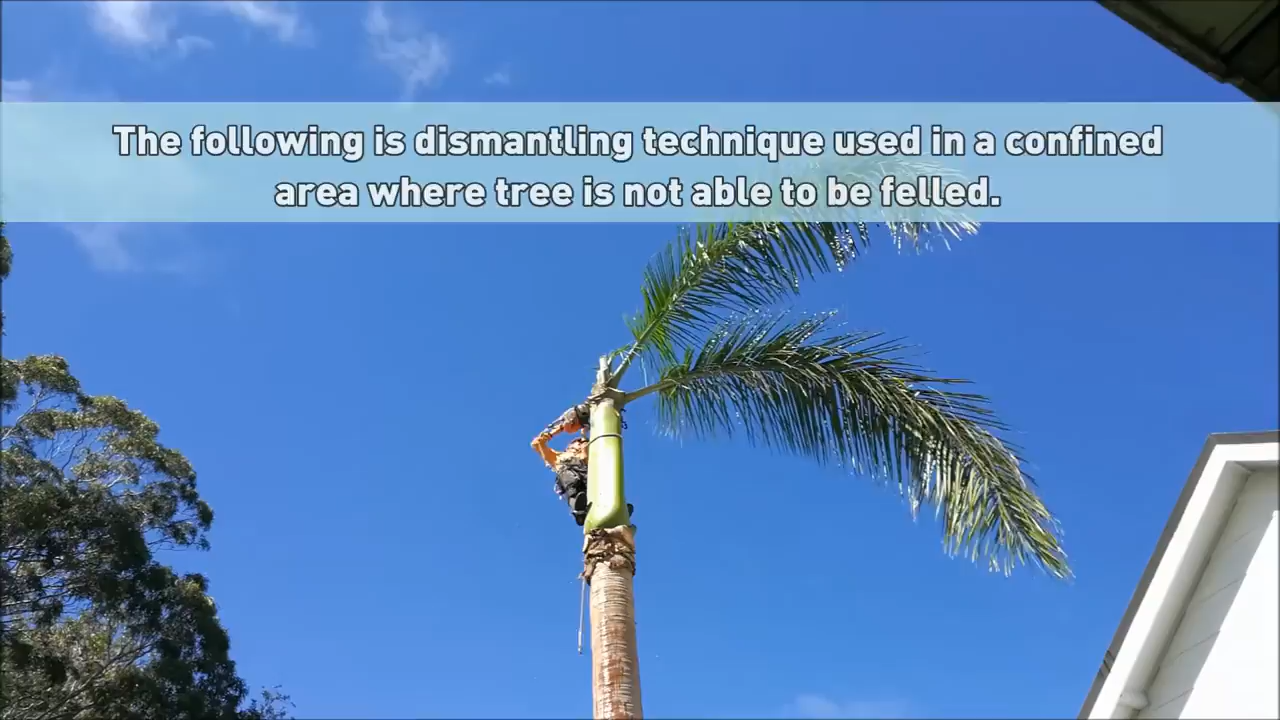 The following is dismantling technique used in a confined
area where tree is not able to be felled.